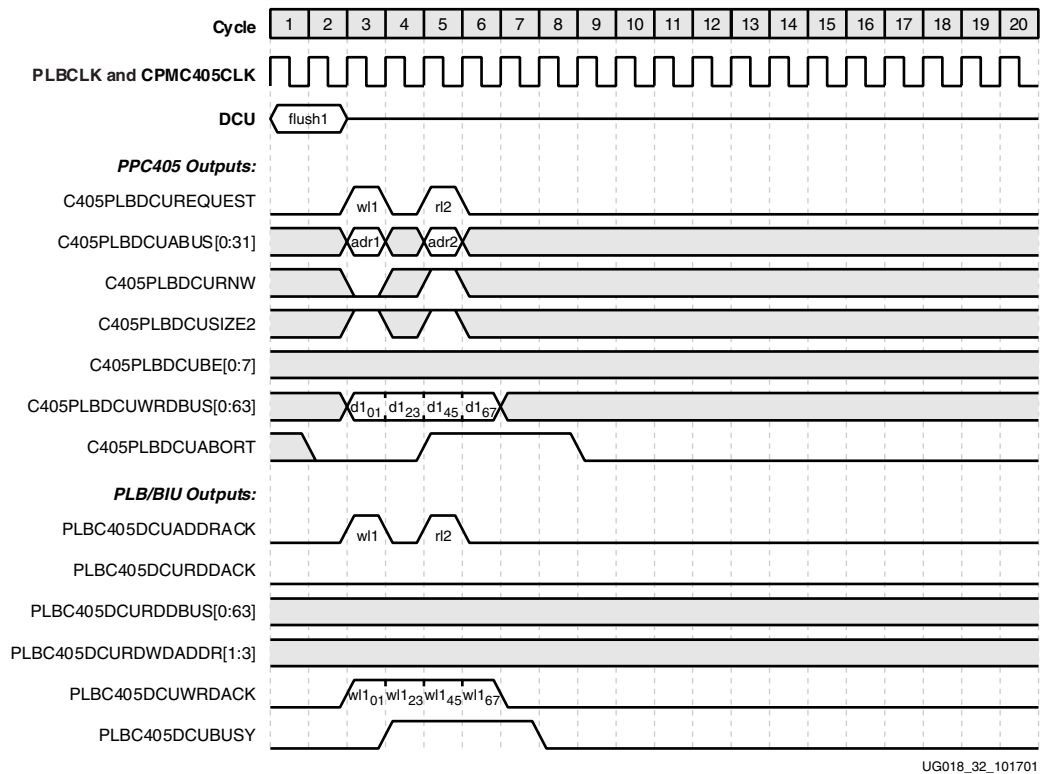 Cycle 1 2 3 4 5 6 7 8 9 10 11 12 13 14 15 16 17 18 19 20
PLBCLK and CPMC405CLK
DCU flush1
PPC405 Outputs:
C405PLBDCUREQUEST wl1 rl2
C405PLBDCUABUS[0:31] adr1 adr2
C405PLBDCURNW
C405PLBDCUSIZE2
C405PLBDCUBE[0:7]
C405PLBDCUWRDBUS[0:63] d101 d123 d145 d167
C405PLBDCUABORT
PLB/BIU Outputs:
PLBC405DCUADDRACK wl1 rl2
PLBC405DCURDDACK
PLBC405DCURDDBUS[0:63]
PLBC405DCURDWDADDR[1:3]
PLBC405DCUWRDACK wl101 wl123 wl145 wl167
PLBC405DCUBUSY
UG018_32_101701